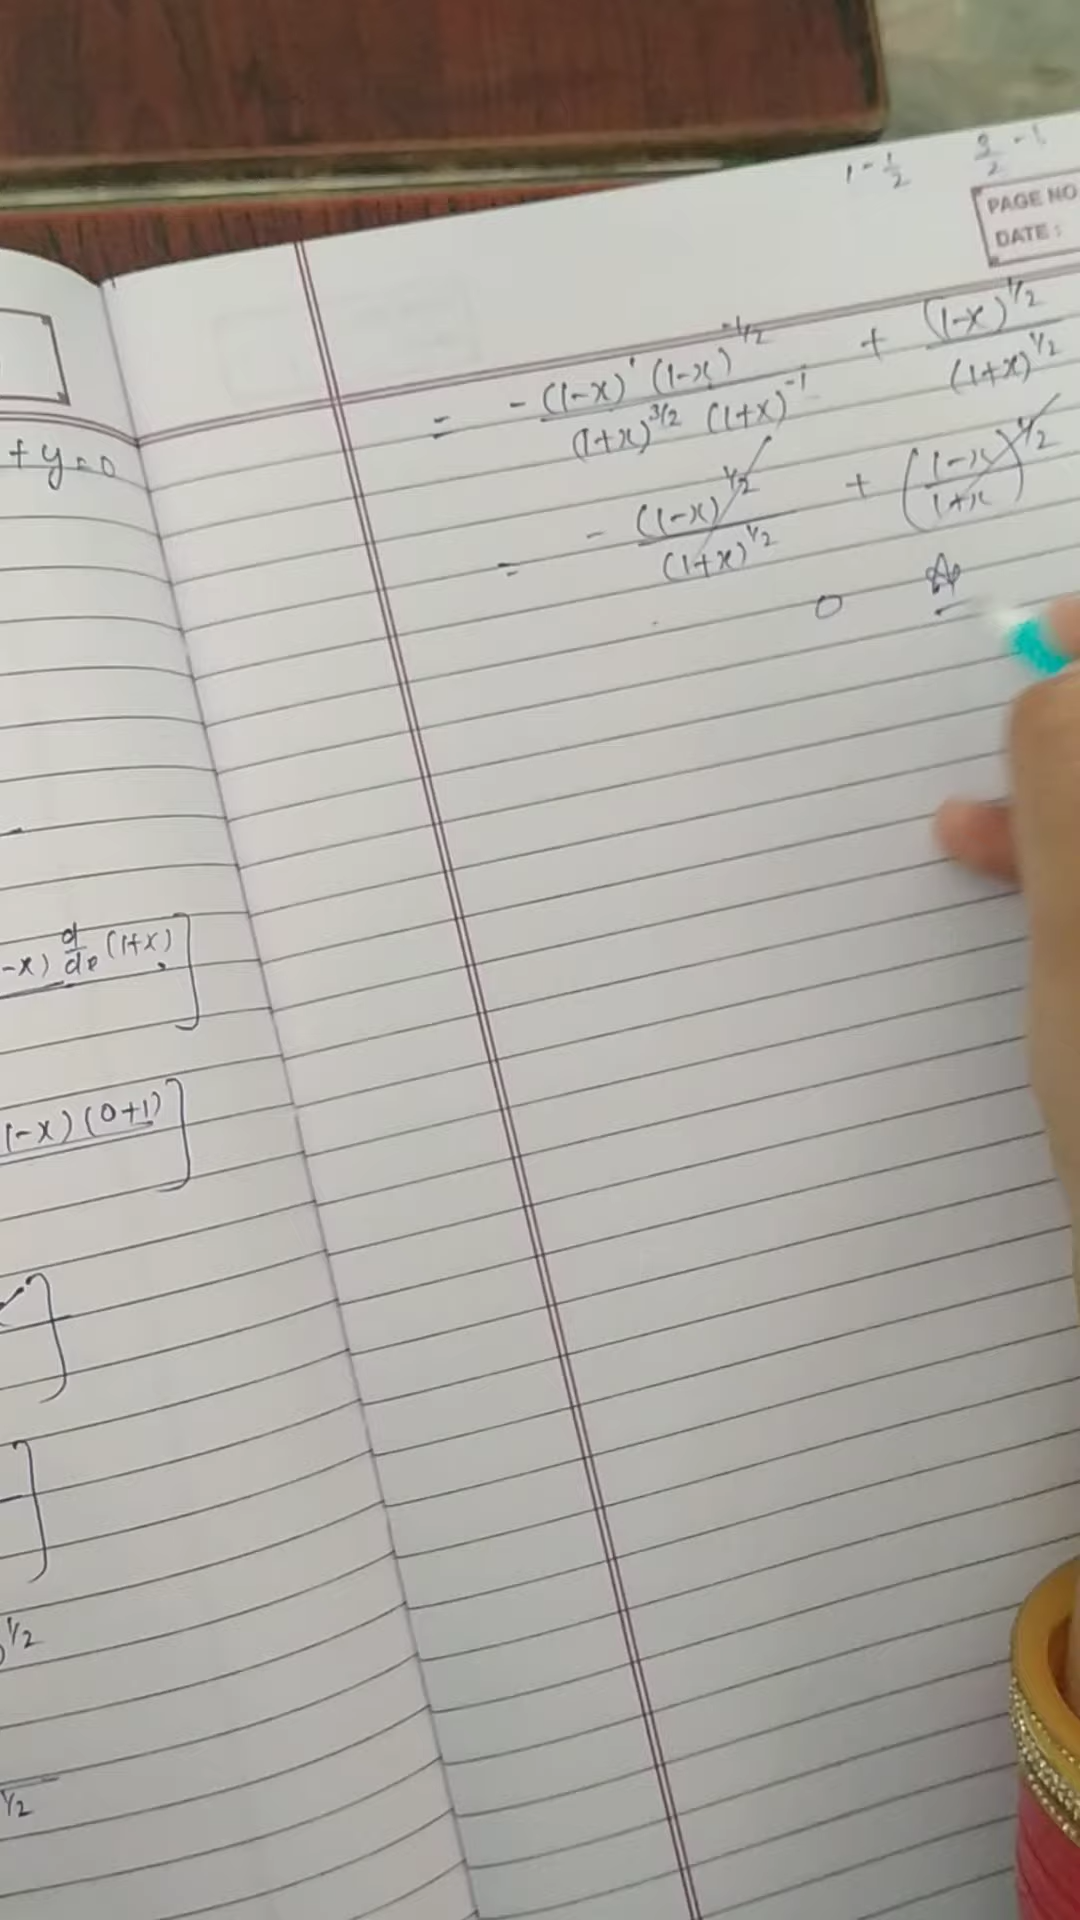 1 - 1/2    3/2 - 1
PAGE NO
DATE :
= - (1-x)¹ (1-x)^-1/2 / (1+x)^3/2 (1+x)^-1 + (1-x)^1/2 / (1+x)^1/2
= - (1-x)^1/2 / (1+x)^1/2 + ((1-x)/(1+x))^1/2
0
+ y = 0
-x) d/dx (1+x) ]
(1-x) (0+1) ]
]
]
)^1/2
1/2